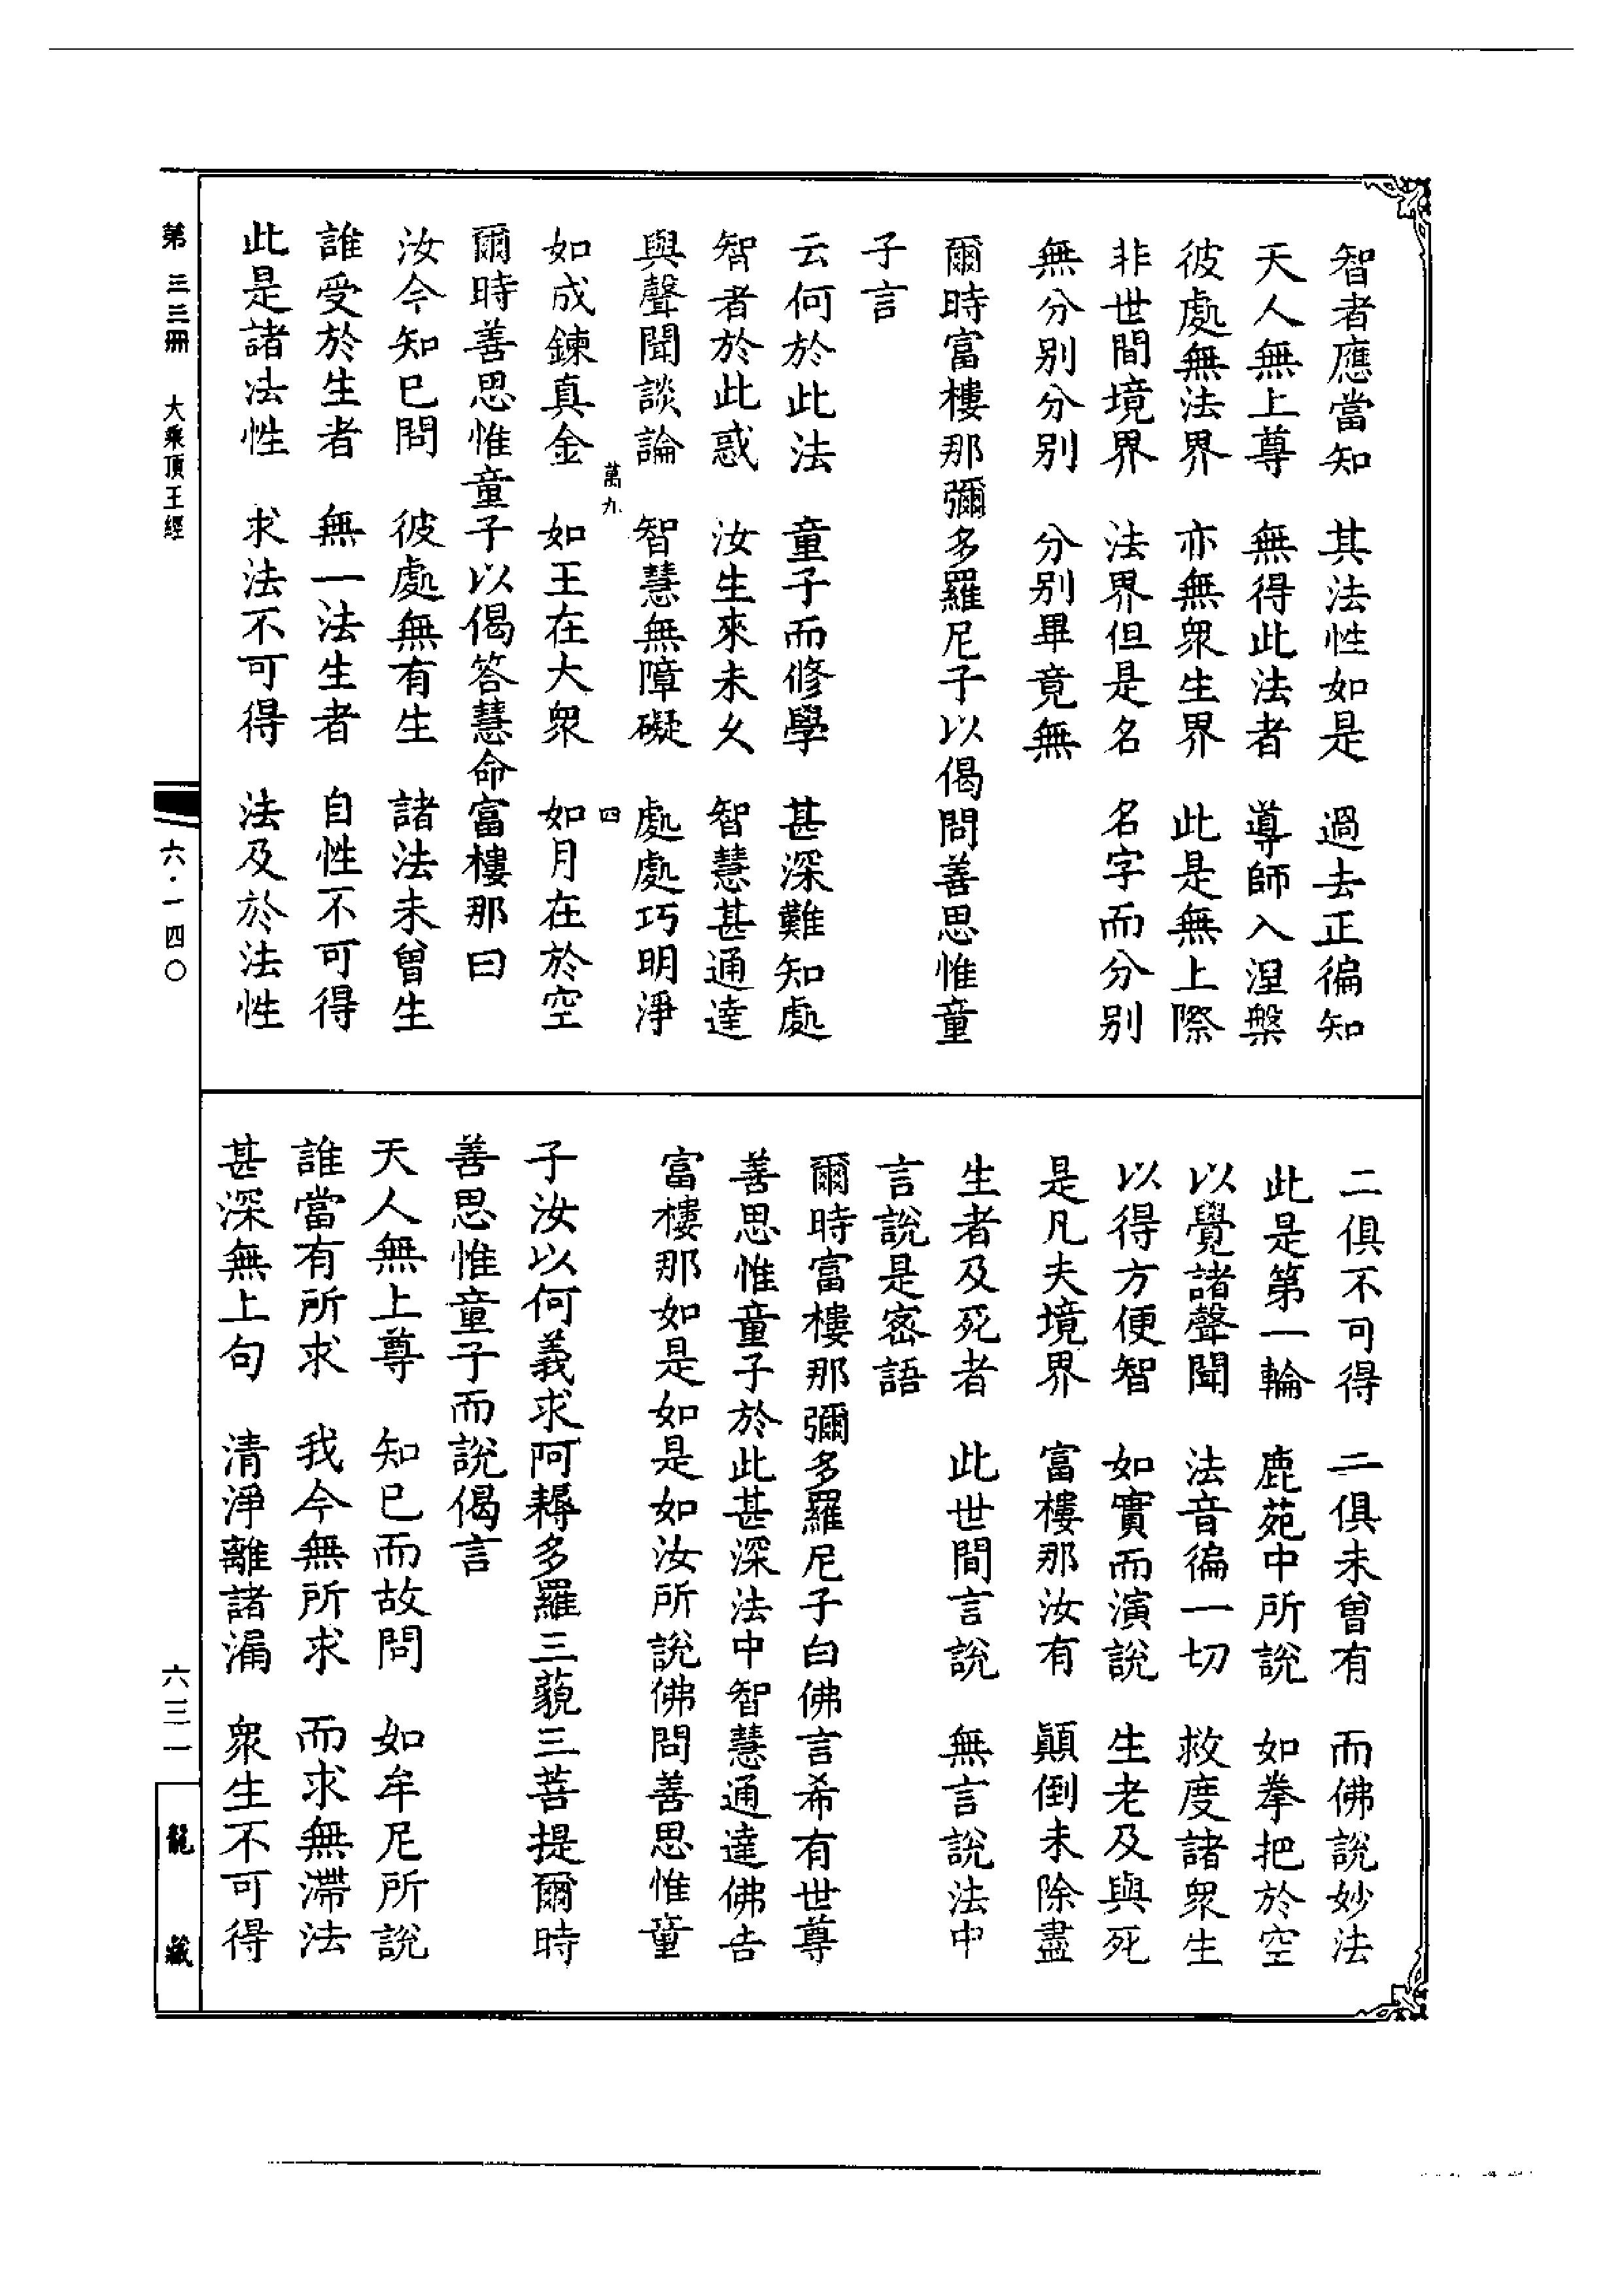 智者應當知　其法性如是　過去正徧知
天人無上尊　無得此法者　導師入涅槃
彼處無法界　亦無衆生界　此是無上際
非世間境界　法界但是名　名字而分別
無分別分別　分別畢竟無
爾時富樓那彌多羅尼子以偈問善思惟童
子言
云何於此法　童子而修學　甚深難知處
智者於此惑　汝生來未久　智慧甚通達
與聲聞談論　智慧無障礙　處處巧明淨
萬九　四
如成鍊真金　如王在大衆　如月在於空
爾時善思惟童子以偈答慧命富樓那曰
汝今知已問　彼處無有生　諸法未曾生
誰受於生者　無一法生者　自性不可得
此是諸法性　求法不可得　法及於法性
二俱不可得　二俱未曾有　而佛說妙法
此是第一輪　鹿苑中所說　如拳把於空
以覺諸聲聞　法音徧一切　救度諸衆生
以得方便智　如實而演說　生老及與死
是凡夫境界　富樓那汝有　顚倒未除盡
生者及死者　此世間言說　無言說法中
言說是密語
爾時富樓那彌多羅尼子白佛言希有世尊
善思惟童子於此甚深法中智慧通達佛告
富樓那如是如是如汝所說佛問善思惟童
子汝以何義求阿耨多羅三藐三菩提爾時
善思惟童子而說偈言
天人無上尊　知已而故問　如牟尼所說
誰當有所求　我今無所求　而求無滯法
甚深無上句　清淨離諸漏　衆生不可得
第三三冊　大乘頂王經　六·一四〇
六三一　龍藏